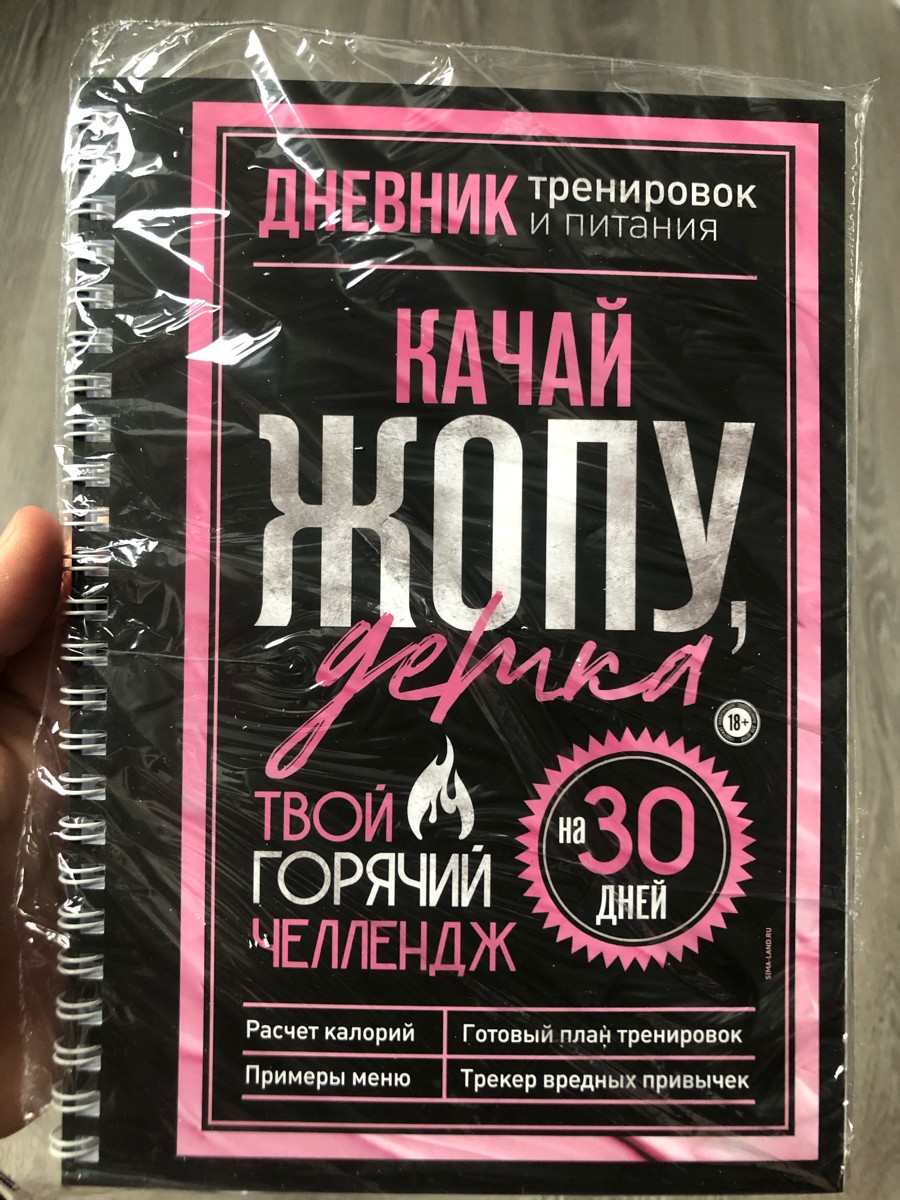 ДНЕВНИК тренировок
и питания
КАЧАЙ
ЖОПУ,
детка
18+
ТВОЙ
ГОРЯЧИЙ
ЧЕЛЛЕНДЖ
на 30
ДНЕЙ
SIMA-LAND.RU
Расчет калорий
Готовый план тренировок
Примеры меню
Трекер вредных привычек